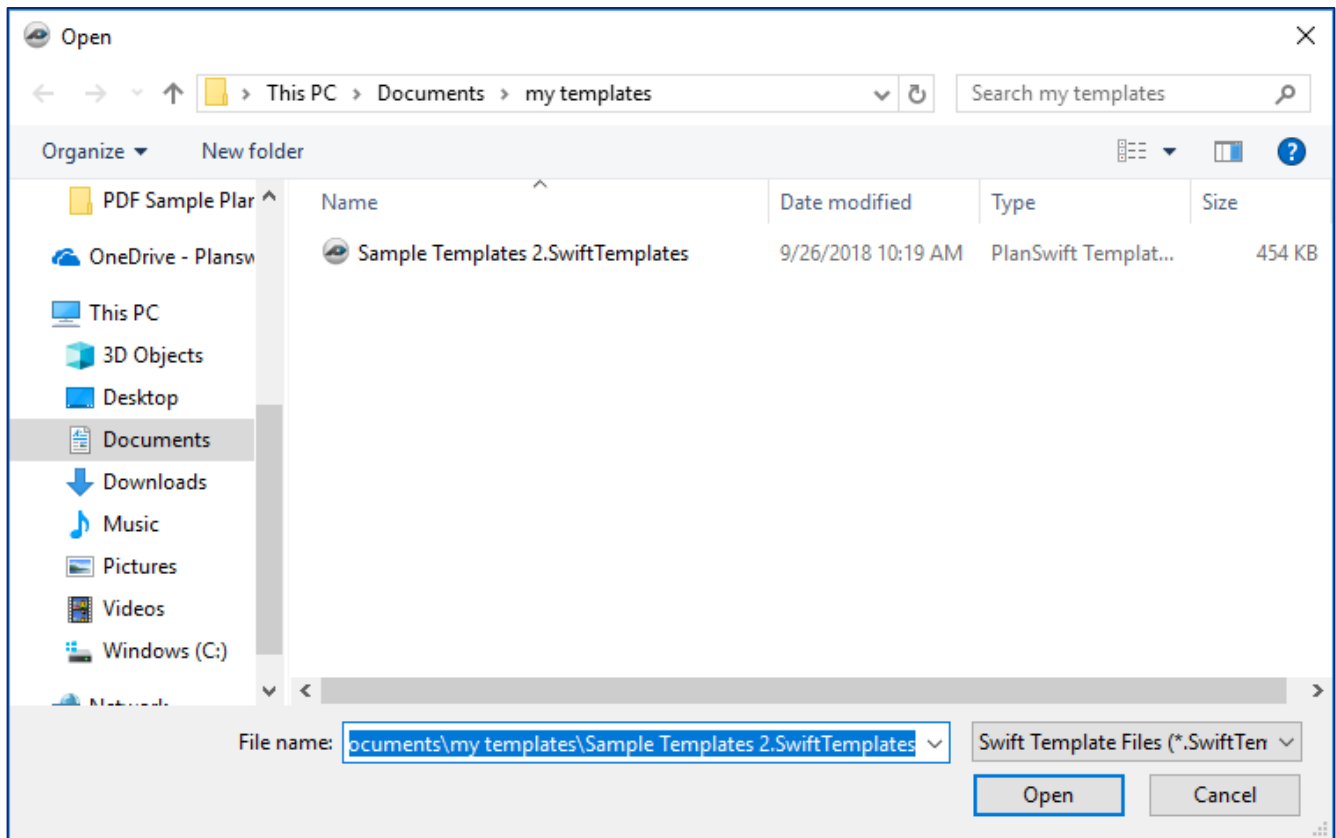 Open
This PC > Documents > my templates
Search my templates
Organize
New folder
Name
Date modified
Type
Size
Sample Templates 2.SwiftTemplates
9/26/2018 10:19 AM
PlanSwift Templat...
454 KB
PDF Sample Plar
OneDrive - Plansw
This PC
3D Objects
Desktop
Documents
Downloads
Music
Pictures
Videos
Windows (C:)
Network
File name:
ocuments\my templates\Sample Templates 2.SwiftTemplates
Swift Template Files (*.SwiftTen
Open
Cancel